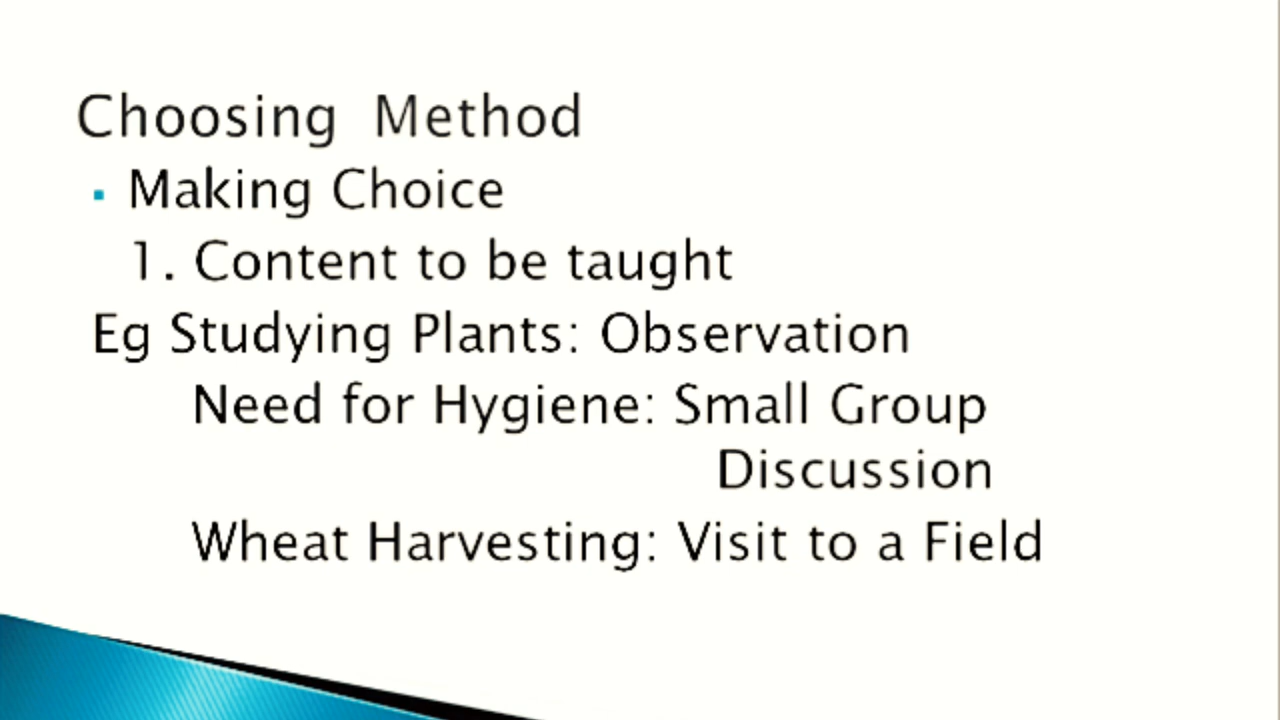 Choosing Method
▪ Making Choice
1. Content to be taught
Eg Studying Plants: Observation
Need for Hygiene: Small Group
Discussion
Wheat Harvesting: Visit to a Field